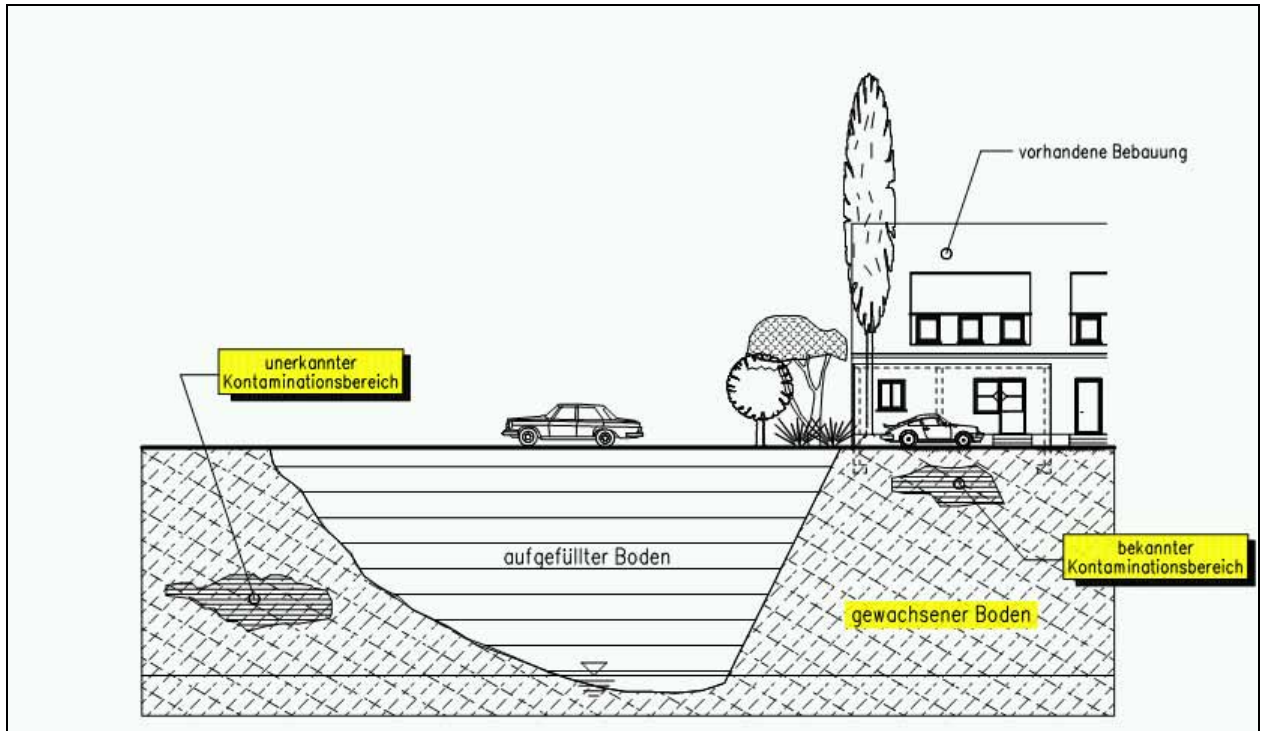 vorhandene Bebauung
unerkannter
Kontaminationsbereich
aufgefüllter Boden
bekannter
Kontaminationsbereich
gewachsener Boden